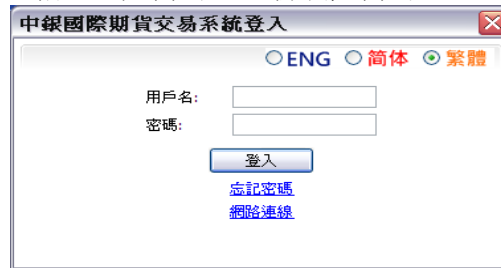 中銀國際期貨交易系統登入
ENG 简体 繁體
用戶名:
密碼:
登入
忘記密碼
網路連線